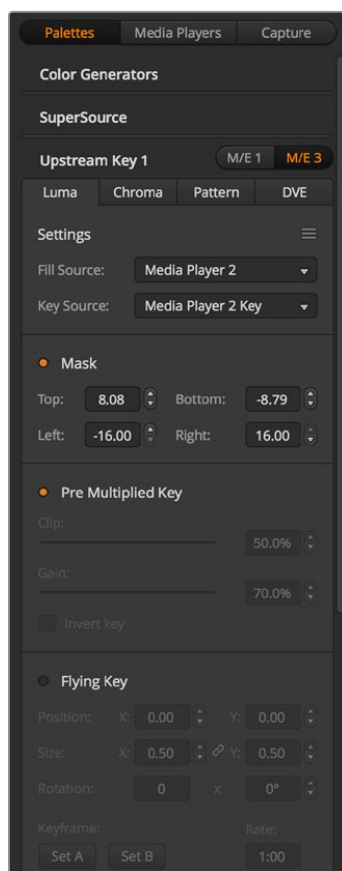 Palettes Media Players Capture
Color Generators
SuperSource
Upstream Key 1 M/E 1 M/E 3
Luma Chroma Pattern DVE
Settings
Fill Source: Media Player 2
Key Source: Media Player 2 Key
Mask
Top: 8.08 Bottom: -8.79
Left: -16.00 Right: 16.00
Pre Multiplied Key
Clip:
50.0%
Gain:
70.0%
Invert key
Flying Key
Position: X: 0.00 Y: 0.00
Size: X: 0.50 Y: 0.50
Rotation: 0 x 0°
Keyframe: Rate:
Set A Set B 1:00